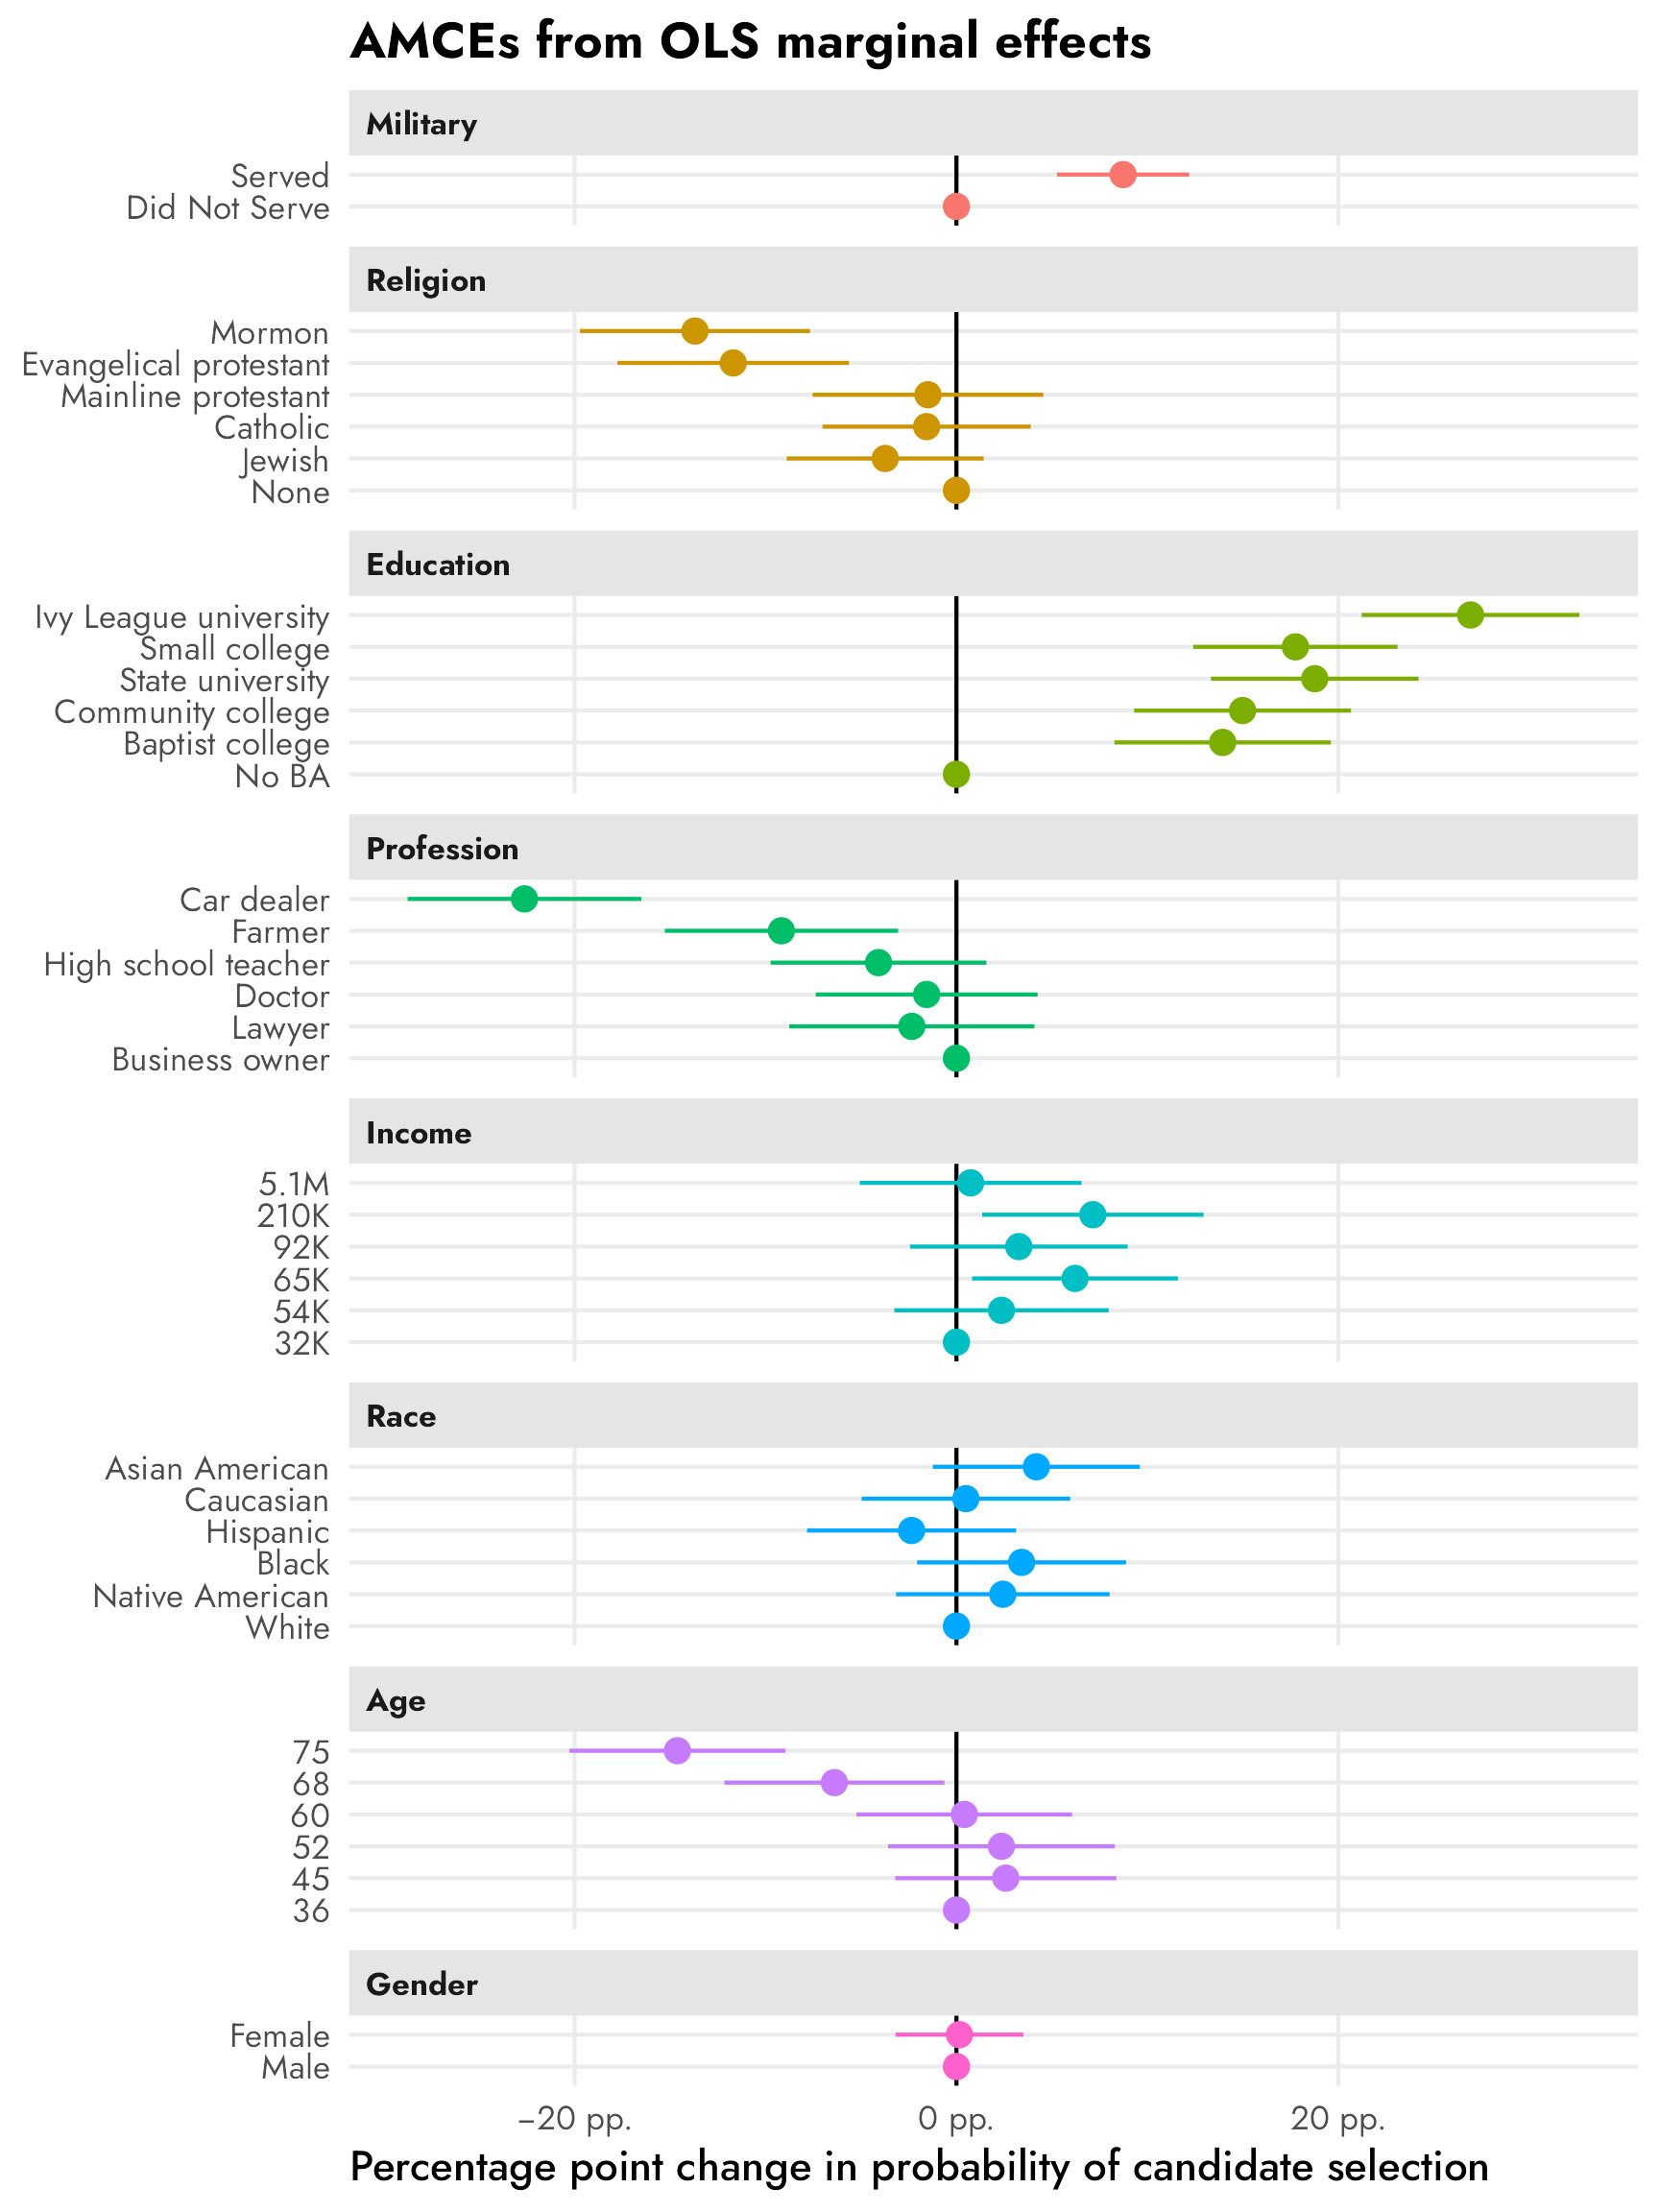 AMCEs from OLS marginal effects
Military
Served
Did Not Serve
Religion
Mormon
Evangelical protestant
Mainline protestant
Catholic
Jewish
None
Education
Ivy League university
Small college
State university
Community college
Baptist college
No BA
Profession
Car dealer
Farmer
High school teacher
Doctor
Lawyer
Business owner
Income
5.1M
210K
92K
65K
54K
32K
Race
Asian American
Caucasian
Hispanic
Black
Native American
White
Age
75
68
60
52
45
36
Gender
Female
Male
−20 pp. 0 pp. 20 pp.
Percentage point change in probability of candidate selection